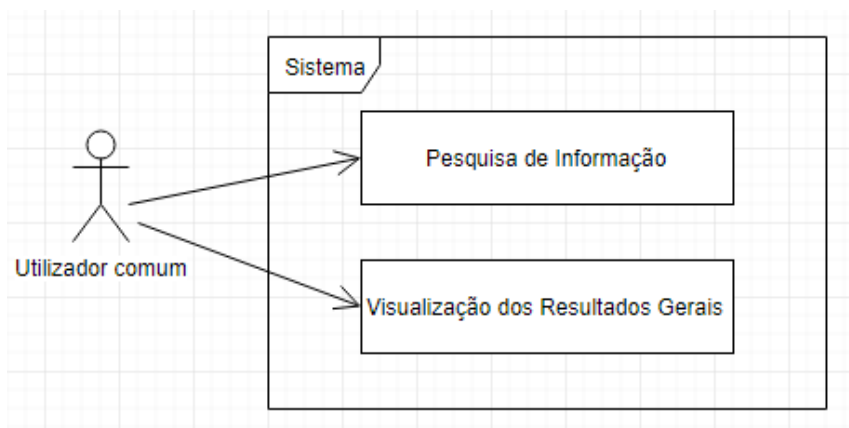 Sistema
Pesquisa de Informação
Utilizador comum
Visualização dos Resultados Gerais